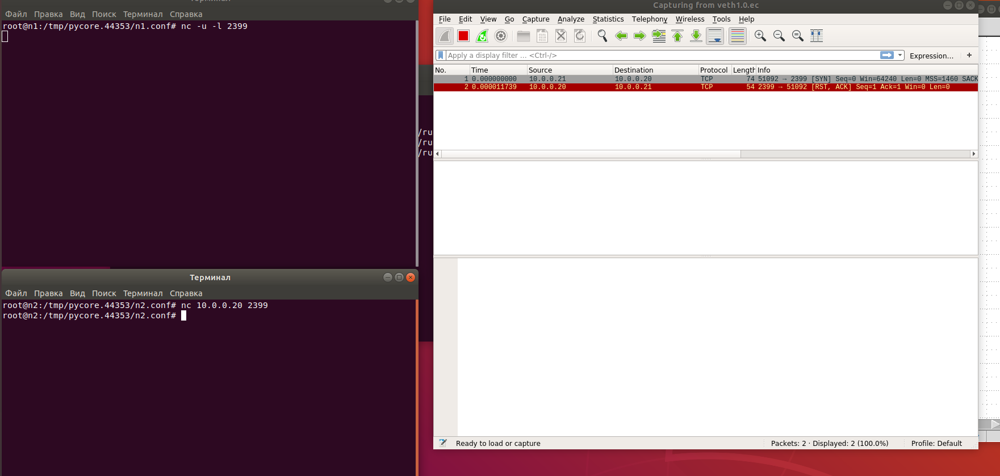 Терминал
Файл Правка Вид Поиск Терминал Справка
root@n1:/tmp/pycore.44353/n1.conf# nc -u -l 2399
/ru
/ru
/ru
Терминал
Файл Правка Вид Поиск Терминал Справка
root@n2:/tmp/pycore.44353/n2.conf# nc 10.0.0.20 2399
root@n2:/tmp/pycore.44353/n2.conf#
Capturing from veth1.0.ec
File Edit View Go Capture Analyze Statistics Telephony Wireless Tools Help
Apply a display filter ... <Ctrl-/> Expression... +
No. Time Source Destination Protocol Length Info
1 0.000000000 10.0.0.21 10.0.0.20 TCP 74 51092 → 2399 [SYN] Seq=0 Win=64240 Len=0 MSS=1460 SACK
2 0.000011739 10.0.0.20 10.0.0.21 TCP 54 2399 → 51092 [RST, ACK] Seq=1 Ack=1 Win=0 Len=0
Ready to load or capture Packets: 2 · Displayed: 2 (100.0%) Profile: Default